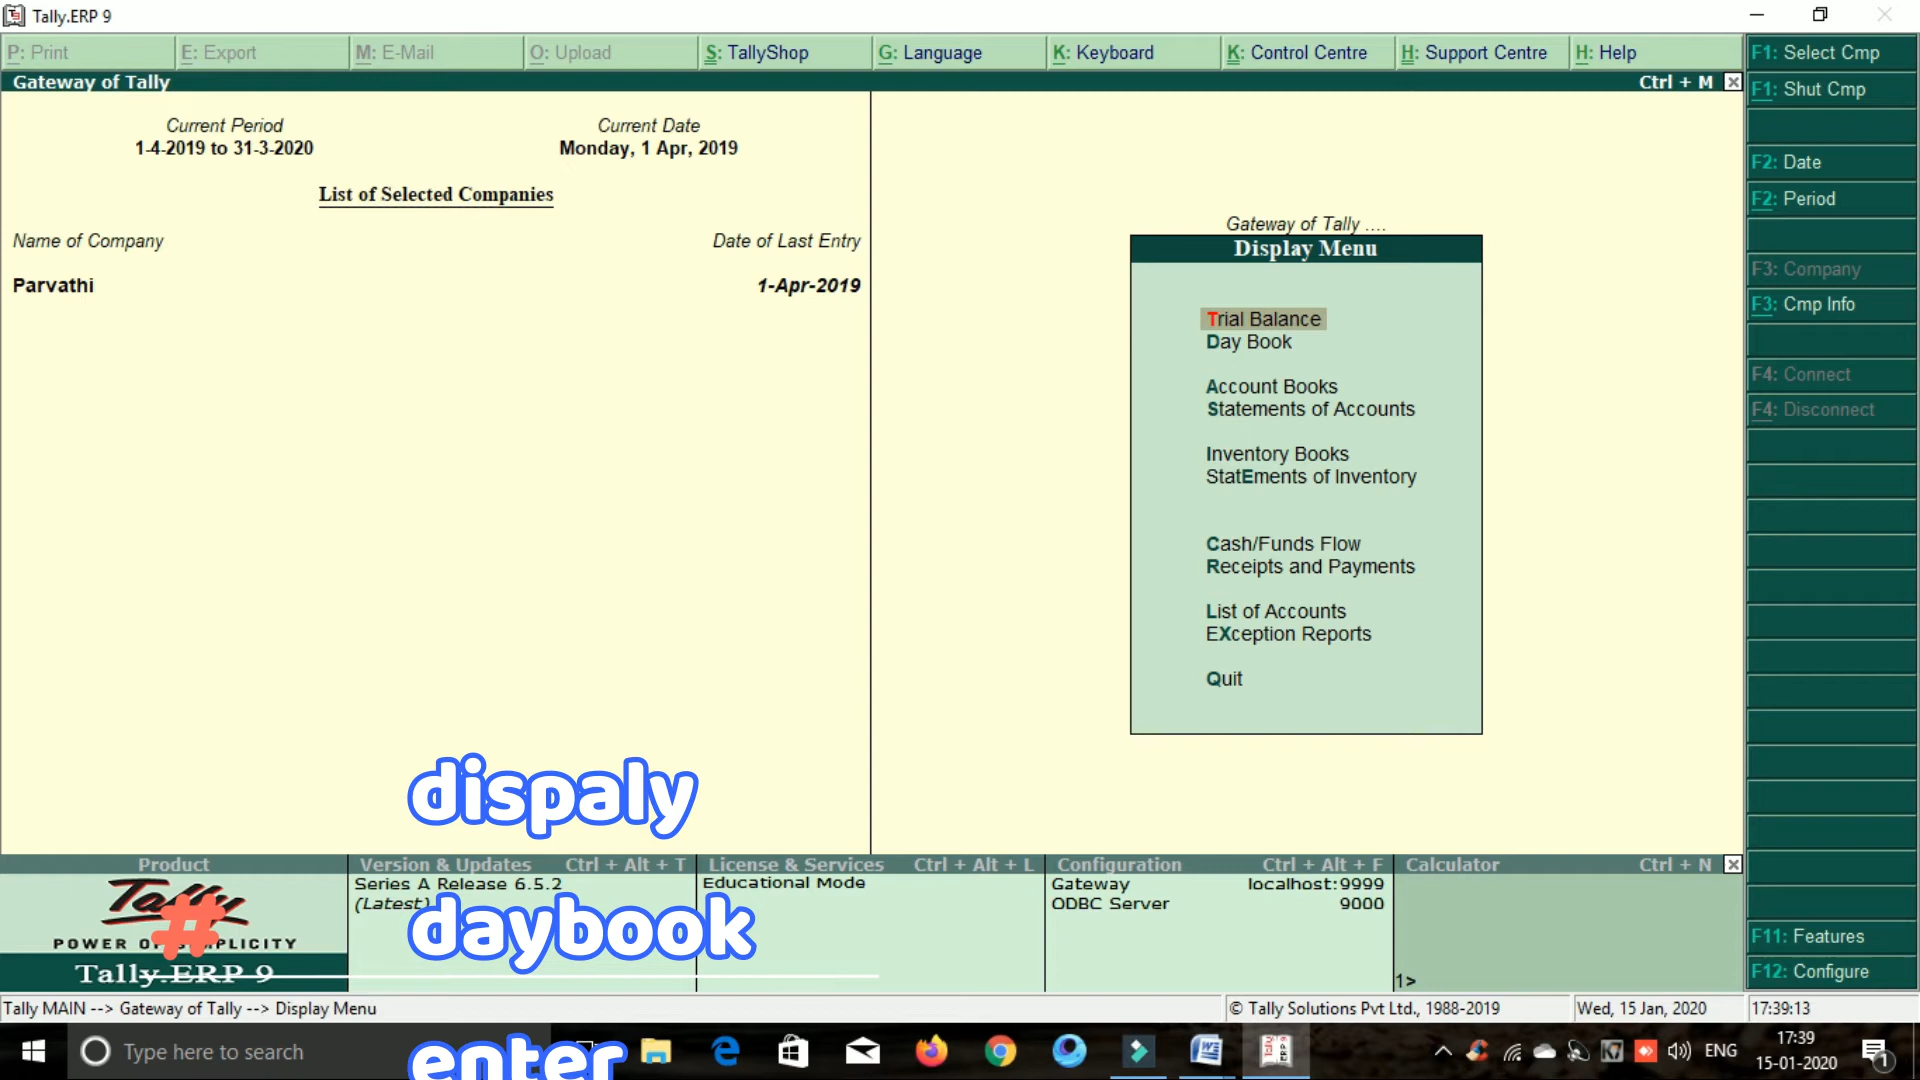 Tally.ERP 9
P: Print E: Export M: E-Mail O: Upload S: TallyShop G: Language K: Keyboard K: Control Centre H: Support Centre H: Help
Gateway of Tally Ctrl + M
Current Period Current Date
1-4-2019 to 31-3-2020 Monday, 1 Apr, 2019
List of Selected Companies
Name of Company Date of Last Entry
Parvathi 1-Apr-2019
Gateway of Tally ....
Display Menu
Trial Balance
Day Book
Account Books
Statements of Accounts
Inventory Books
StatEments of Inventory
Cash/Funds Flow
Receipts and Payments
List of Accounts
EXception Reports
Quit
F1: Select Cmp
F1: Shut Cmp
F2: Date
F2: Period
F3: Company
F3: Cmp Info
F4: Connect
F4: Disconnect
F11: Features
F12: Configure
dispaly
daybook
enter
Product
Tally
#
POWER OF SIMPLICITY
Tally.ERP 9
Version & Updates Ctrl + Alt + T
Series A Release 6.5.2
(Latest)
License & Services Ctrl + Alt + L
Educational Mode
Configuration Ctrl + Alt + F
Gateway localhost:9999
ODBC Server 9000
Calculator Ctrl + N
1>
Tally MAIN --> Gateway of Tally --> Display Menu © Tally Solutions Pvt Ltd., 1988-2019 Wed, 15 Jan, 2020 17:39:13
Type here to search
ENG
17:39
15-01-2020
1